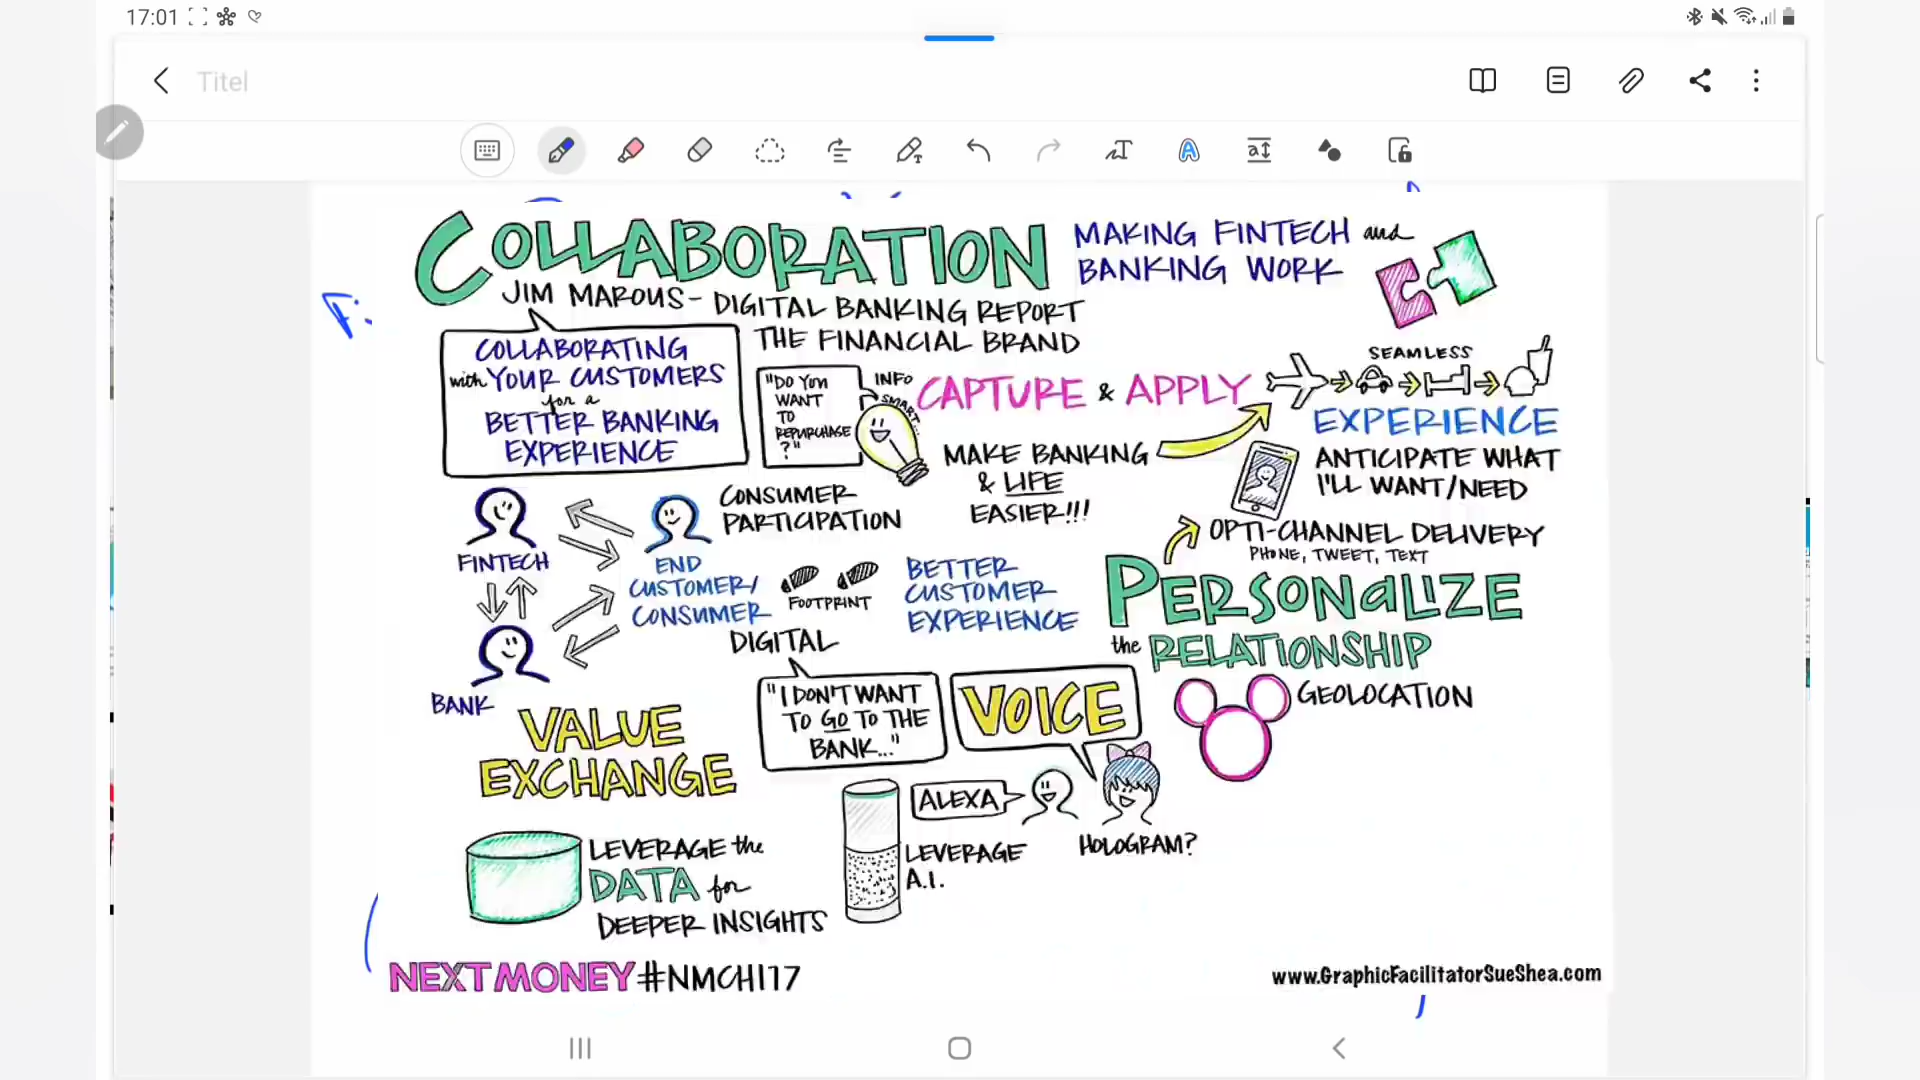 17:01
Titel
COLLABORATION
MAKING FINTECH and
BANKING WORK
JIM MAROUS - DIGITAL BANKING REPORT
THE FINANCIAL BRAND
COLLABORATING
with YOUR CUSTOMERS
for a
BETTER BANKING
EXPERIENCE
"DO YOU
WANT
TO
REPURCHASE
?"
INFO
SMART...
CAPTURE & APPLY
MAKE BANKING
& LIFE
EASIER!!!
SEAMLESS
EXPERIENCE
ANTICIPATE WHAT
I'LL WANT/NEED
OPTI-CHANNEL DELIVERY
PHONE, TWEET, TEXT
FINTECH
CONSUMER
PARTICIPATION
END
CUSTOMER/
CONSUMER
BANK
FOOTPRINT
DIGITAL
BETTER
CUSTOMER
EXPERIENCE
PERSONALIZE
the RELATIONSHIP
GEOLOCATION
VALUE
EXCHANGE
"I DON'T WANT
TO GO TO THE
BANK..."
VOICE
ALEXA
HOLOGRAM?
LEVERAGE
A.I.
LEVERAGE the
DATA for
DEEPER INSIGHTS
NEXT MONEY #NMCHI17
www.GraphicFacilitatorSueShea.com